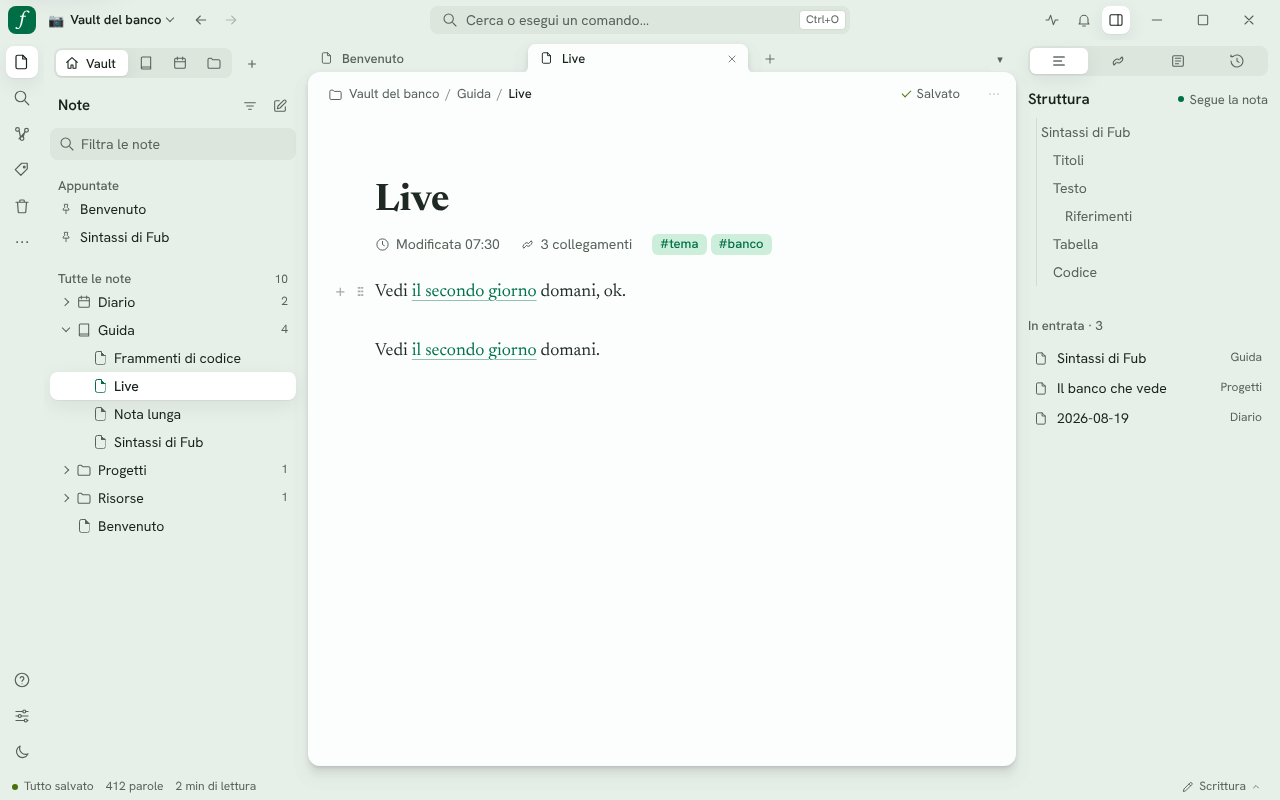 f
Vault del banco
Cerca o esegui un comando...
Ctrl+O
Vault
Note
Filtra le note
Appuntate
Benvenuto
Sintassi di Fub
Tutte le note 10
Diario 2
Guida 4
Frammenti di codice
Live
Nota lunga
Sintassi di Fub
Progetti 1
Risorse 1
Benvenuto
Benvenuto
Live
Vault del banco / Guida / Live
Salvato
Live
Modificata 07:30
3 collegamenti
#tema
#banco
Vedi il secondo giorno domani, ok.
Vedi il secondo giorno domani.
Struttura
Segue la nota
Sintassi di Fub
Titoli
Testo
Riferimenti
Tabella
Codice
In entrata · 3
Sintassi di Fub Guida
Il banco che vede Progetti
2026-08-19 Diario
Tutto salvato
412 parole
2 min di lettura
Scrittura